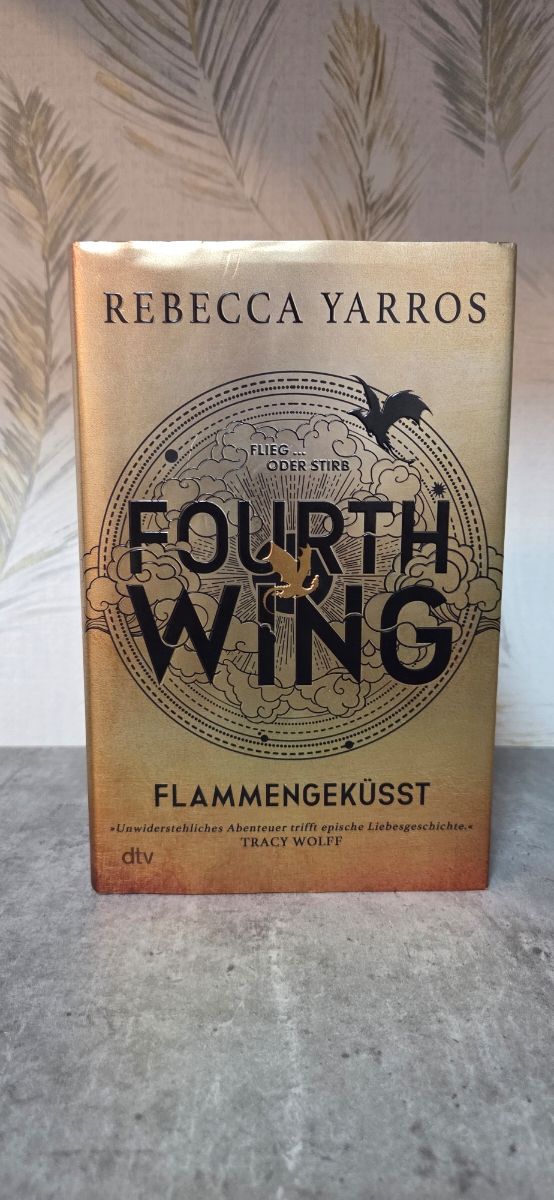 REBECCA YARROS
FLIEG ...
ODER STIRB
FOURTH
WING
FLAMMENGEKÜSST
»Unwiderstehliches Abenteuer trifft epische Liebesgeschichte.«
TRACY WOLFF
dtv